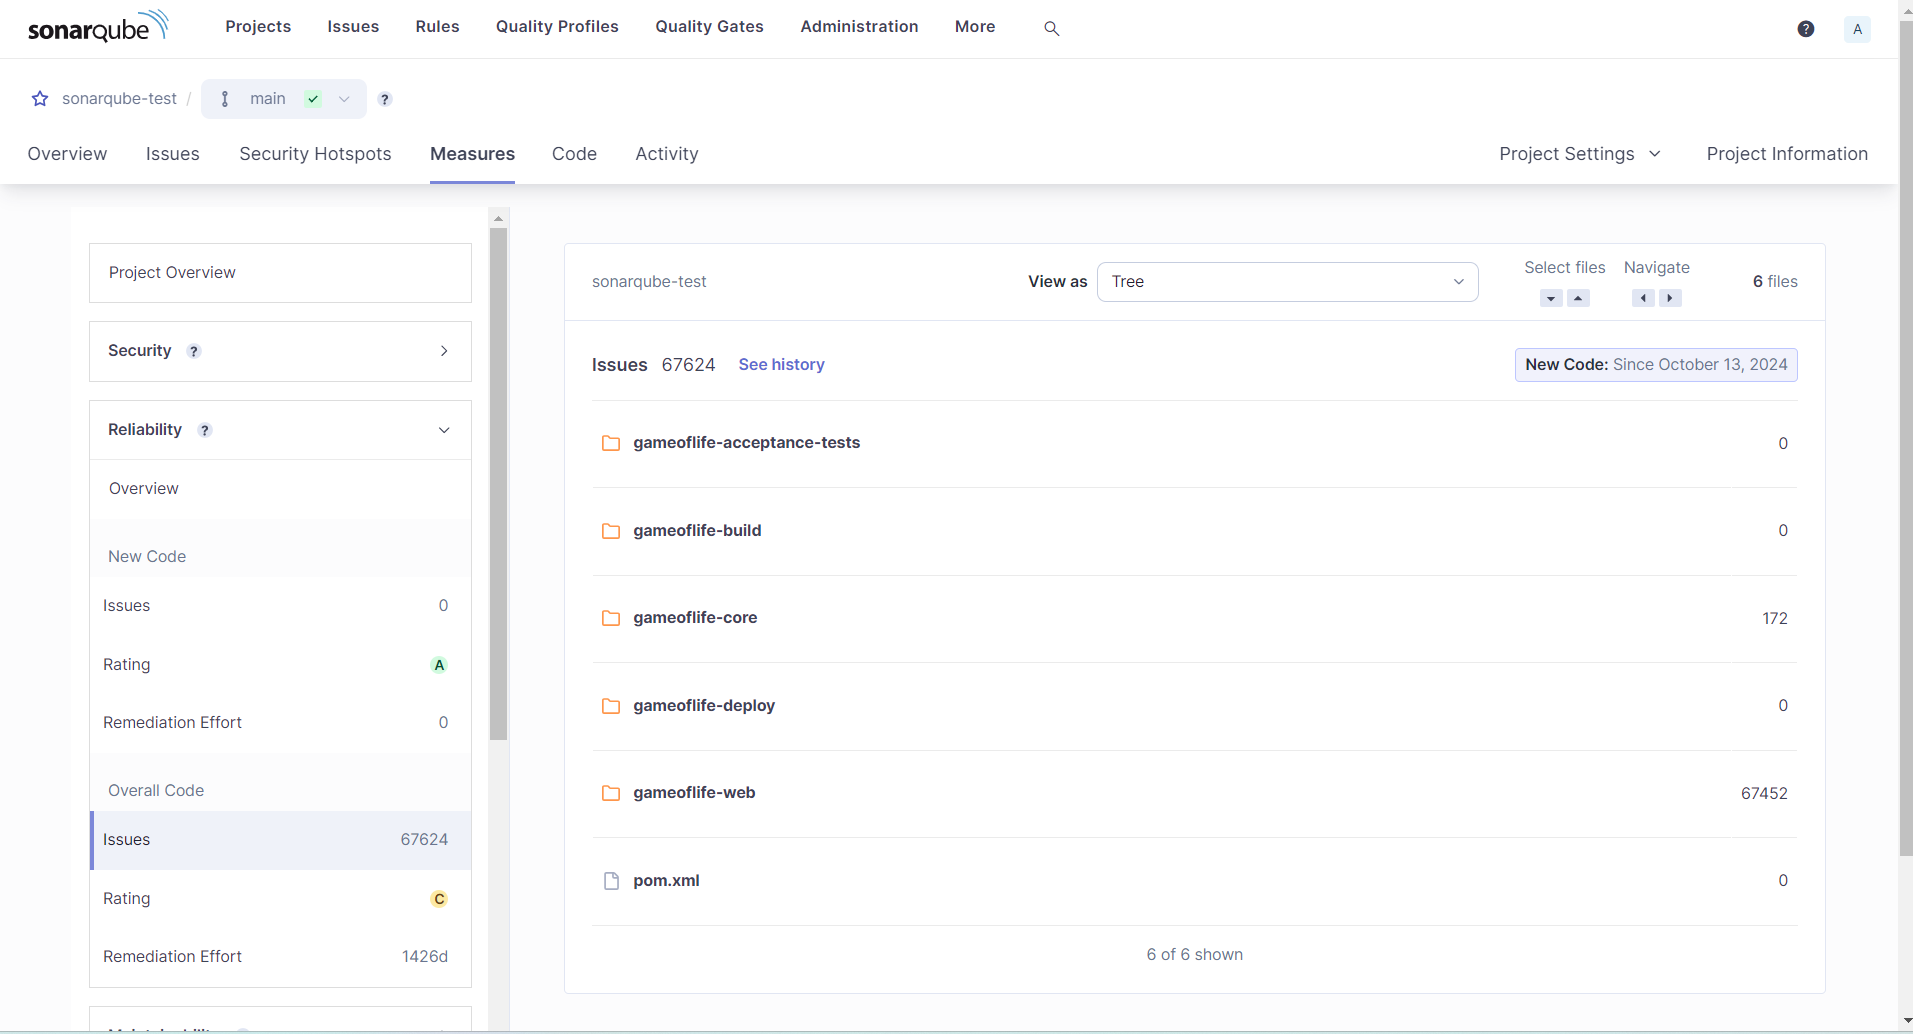 sonarqube
Projects Issues Rules Quality Profiles Quality Gates Administration More ? A
sonarqube-test / main ?
Overview Issues Security Hotspots Measures Code Activity Project Settings Project Information
Project Overview
Security ?
Reliability ?
Overview
New Code
Issues 0
Rating A
Remediation Effort 0
Overall Code
Issues 67624
Rating C
Remediation Effort 1426d
sonarqube-test View as Tree Select files Navigate 6 files
Issues 67624 See history New Code: Since October 13, 2024
gameoflife-acceptance-tests 0
gameoflife-build 0
gameoflife-core 172
gameoflife-deploy 0
gameoflife-web 67452
pom.xml 0
6 of 6 shown